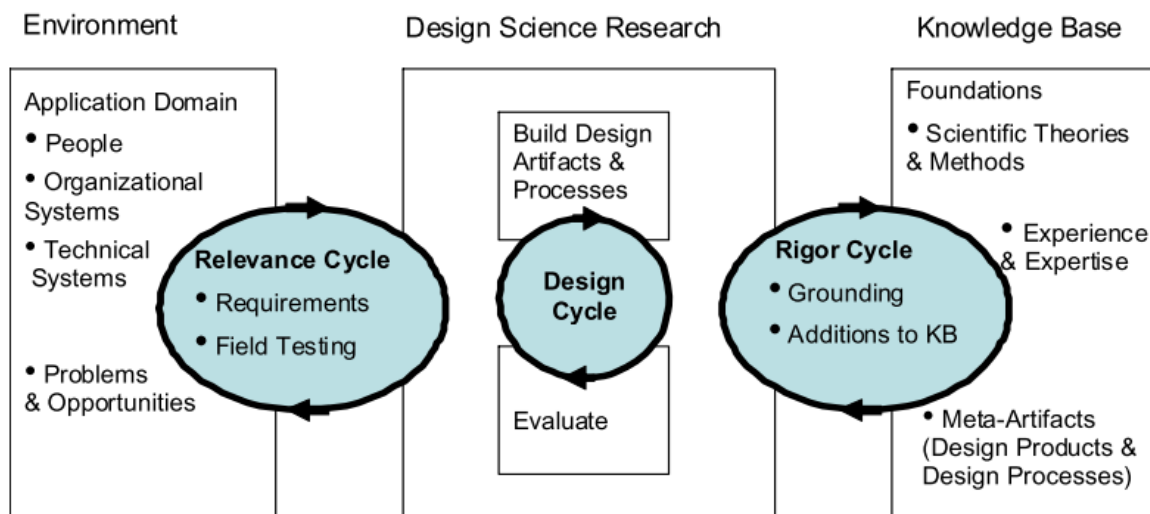 Environment
Design Science Research
Knowledge Base
Application Domain
• People
• Organizational
Systems
• Technical
Systems
• Problems
& Opportunities
Relevance Cycle
• Requirements
• Field Testing
Build Design
Artifacts &
Processes
Design
Cycle
Evaluate
Rigor Cycle
• Grounding
• Additions to KB
Foundations
• Scientific Theories
& Methods
• Experience
& Expertise
• Meta-Artifacts
(Design Products &
Design Processes)